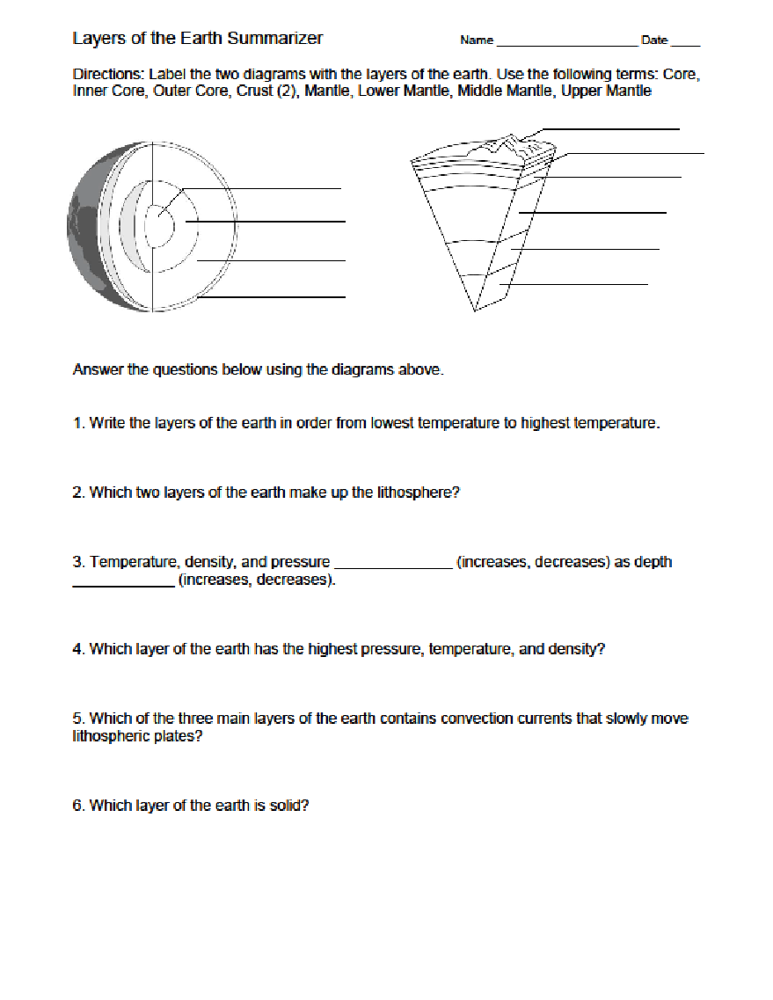 Layers of the Earth Summarizer Name ____________________ Date ____
Directions: Label the two diagrams with the layers of the earth. Use the following terms: Core,
Inner Core, Outer Core, Crust (2), Mantle, Lower Mantle, Middle Mantle, Upper Mantle
Answer the questions below using the diagrams above.
1. Write the layers of the earth in order from lowest temperature to highest temperature.
2. Which two layers of the earth make up the lithosphere?
3. Temperature, density, and pressure ______________ (increases, decreases) as depth
____________ (increases, decreases).
4. Which layer of the earth has the highest pressure, temperature, and density?
5. Which of the three main layers of the earth contains convection currents that slowly move
lithospheric plates?
6. Which layer of the earth is solid?